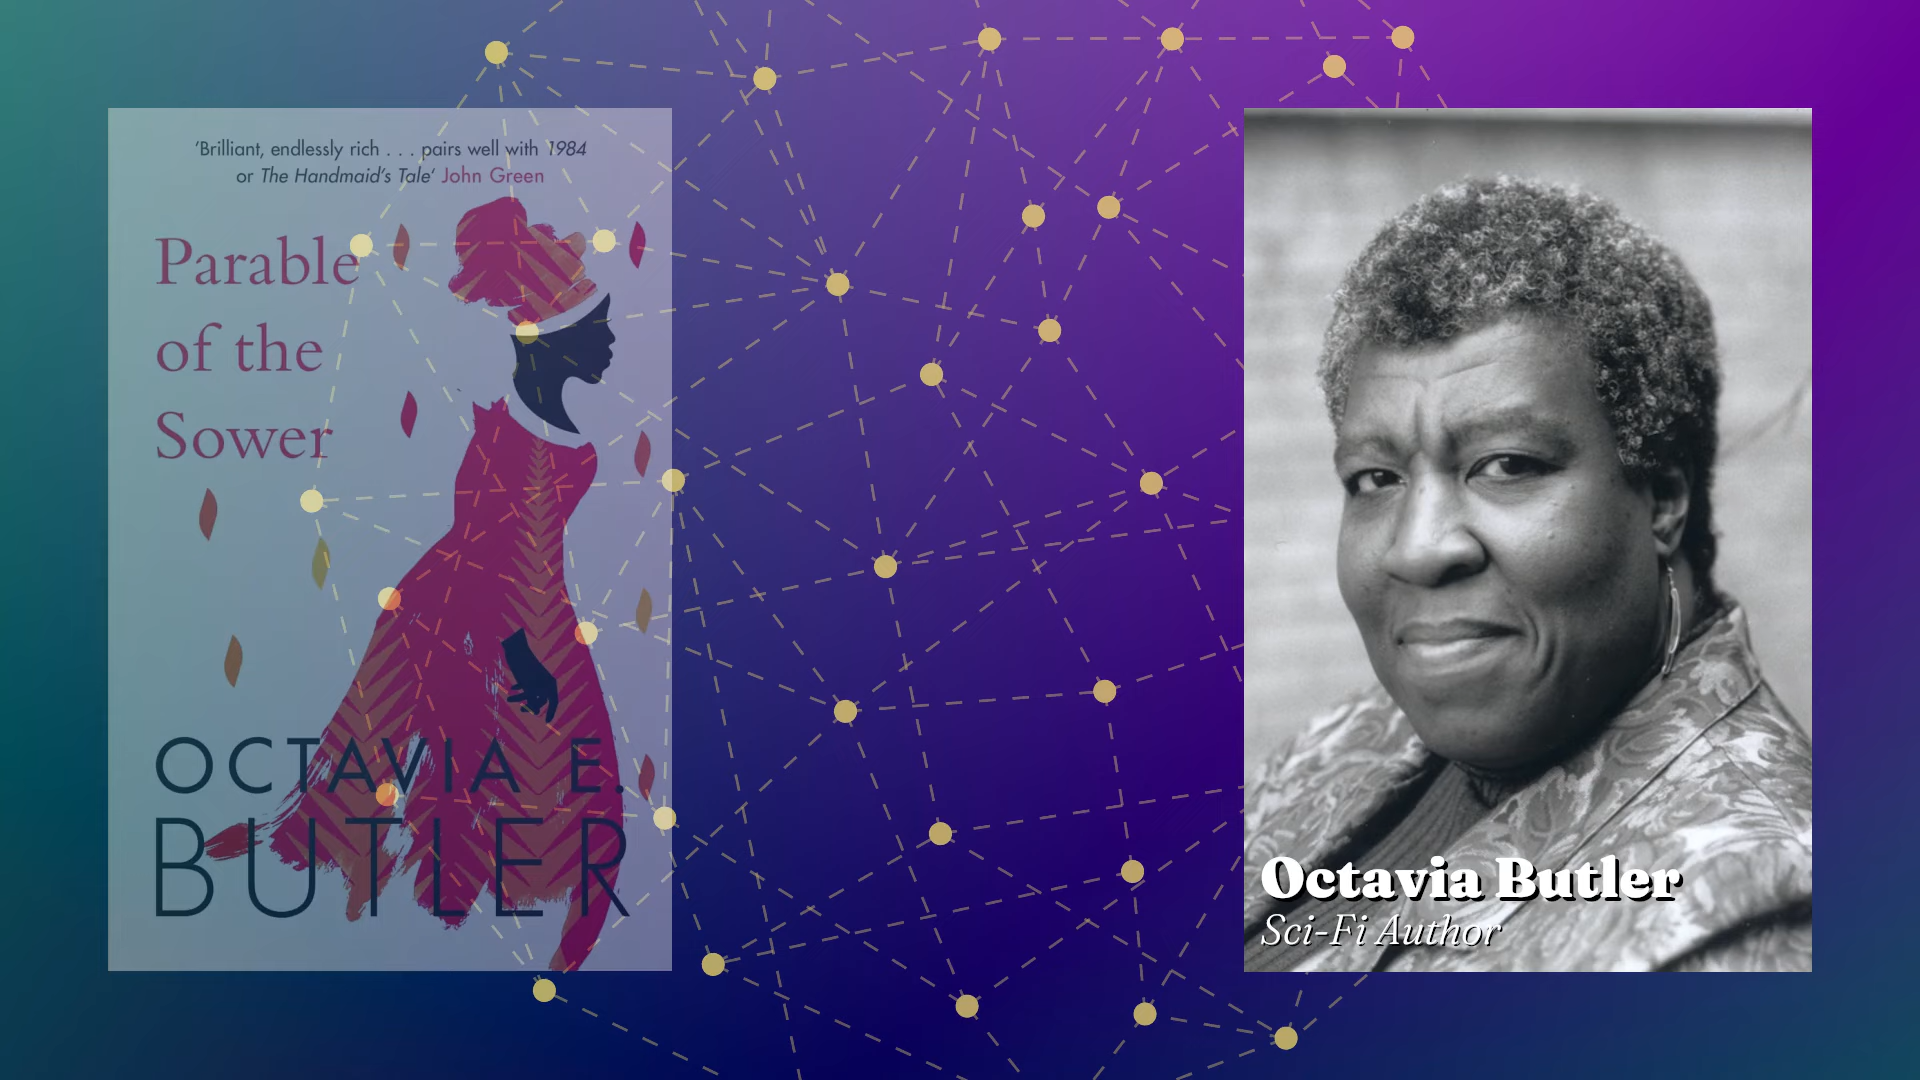 'Brilliant, endlessly rich . . . pairs well with 1984
or The Handmaid's Tale' John Green
Parable
of the
Sower
OCTAVIA E.
BUTLER
Octavia Butler
Sci-Fi Author